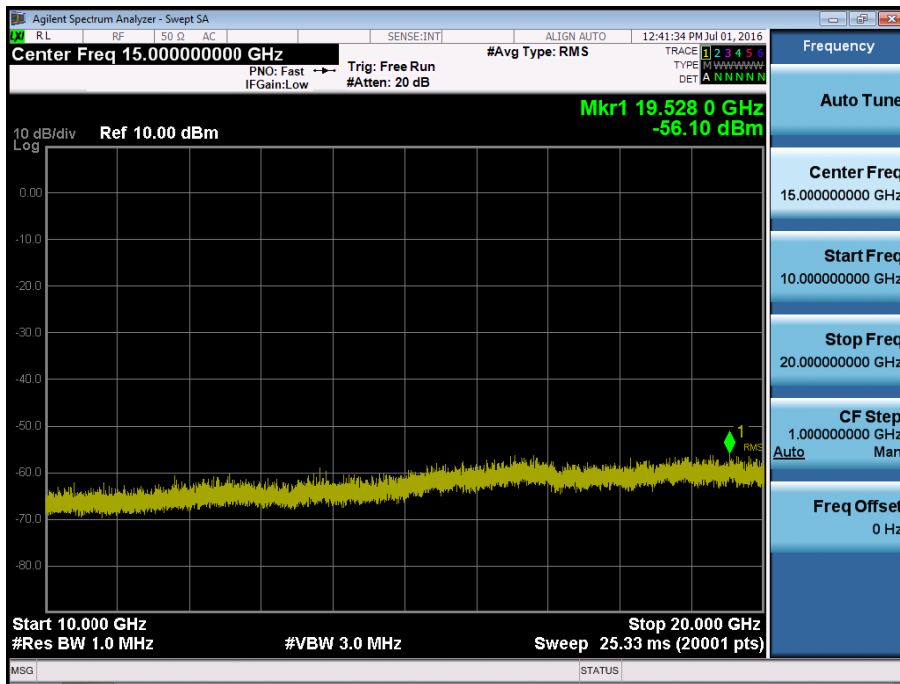 Agilent Spectrum Analyzer - Swept SA
LXI RL RF 50 Ω AC SENSE:INT ALIGN AUTO 12:41:34 PM Jul 01, 2016
Center Freq 15.000000000 GHz
PNO: Fast
IFGain:Low
Trig: Free Run
#Atten: 20 dB
#Avg Type: RMS
TRACE 1 2 3 4 5 6
TYPE M W W W W W
DET A N N N N N
Mkr1 19.528 0 GHz
-56.10 dBm
10 dB/div Ref 10.00 dBm
Log
0.00
-10.0
-20.0
-30.0
-40.0
-50.0
-60.0
-70.0
-80.0
1
RMS
Start 10.000 GHz Stop 20.000 GHz
#Res BW 1.0 MHz #VBW 3.0 MHz Sweep 25.33 ms (20001 pts)
MSG STATUS
Frequency
Auto Tune
Center Freq
15.000000000 GHz
Start Freq
10.000000000 GHz
Stop Freq
20.000000000 GHz
CF Step
1.000000000 GHz
Auto Man
Freq Offset
0 Hz